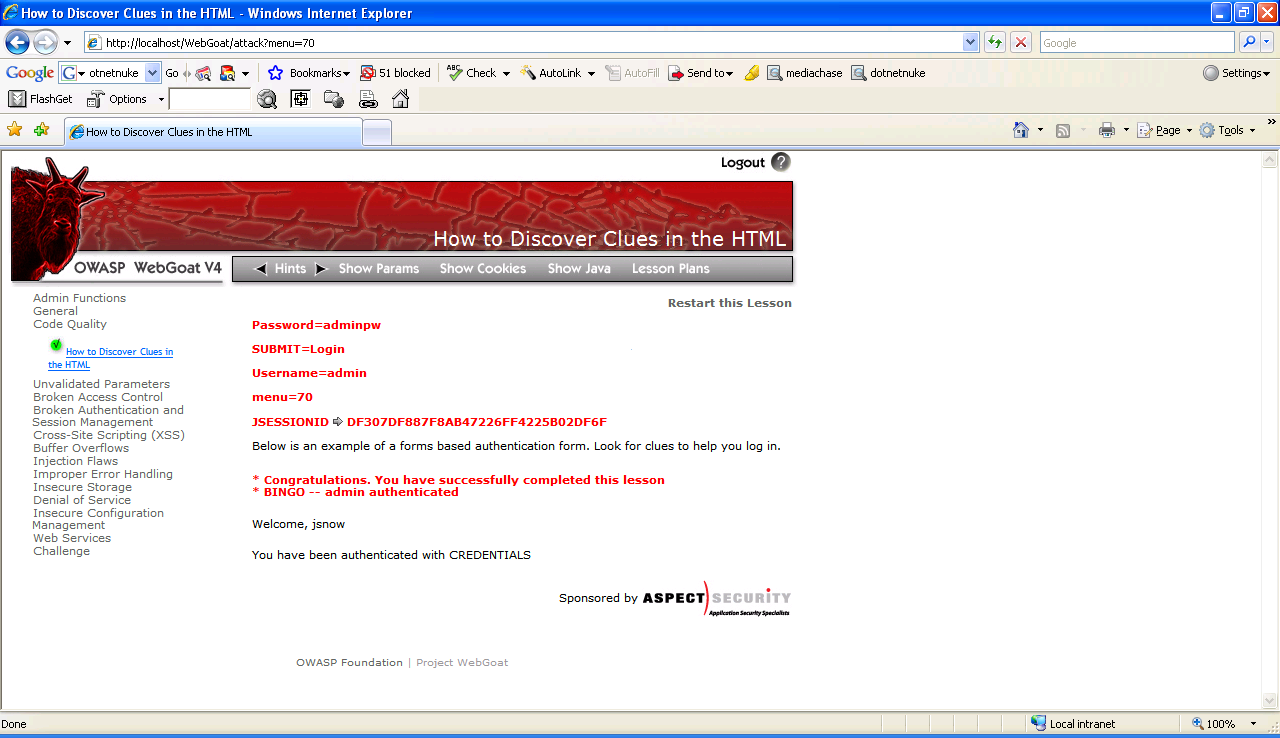 How to Discover Clues in the HTML - Windows Internet Explorer
http://localhost/WebGoat/attack?menu=70
Google
Google G otnetnuke Go Bookmarks 51 blocked ABC Check AutoLink AutoFill Send to mediachase dotnetnuke Settings
FlashGet Options
How to Discover Clues in the HTML
Page Tools »
Logout ?
How to Discover Clues in the HTML
OWASP WebGoat V4
Hints Show Params Show Cookies Show Java Lesson Plans
Restart this Lesson
Admin Functions
General
Code Quality
How to Discover Clues in
the HTML
Unvalidated Parameters
Broken Access Control
Broken Authentication and
Session Management
Cross-Site Scripting (XSS)
Buffer Overflows
Injection Flaws
Improper Error Handling
Insecure Storage
Denial of Service
Insecure Configuration
Management
Web Services
Challenge
Password=adminpw
SUBMIT=Login
Username=admin
menu=70
JSESSIONID ⇨ DF307DF887F8AB47226FF4225B02DF6F
Below is an example of a forms based authentication form. Look for clues to help you log in.
* Congratulations. You have successfully completed this lesson
* BINGO -- admin authenticated
Welcome, jsnow
You have been authenticated with CREDENTIALS
Sponsored by ASPECT)SECURITY
Application Security Specialists
OWASP Foundation | Project WebGoat
Done
Local intranet
100%